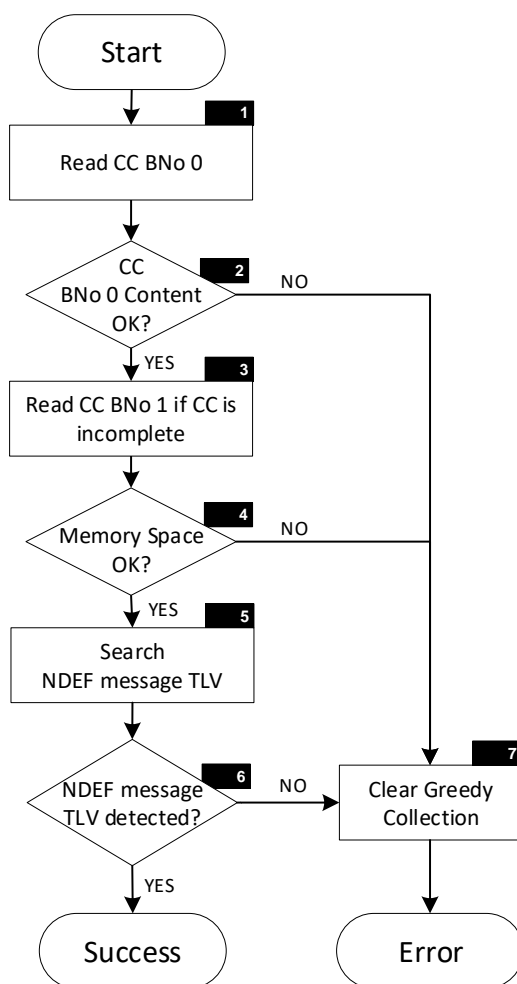 Start
1
Read CC BNo 0
2
CC
BNo 0 Content
OK?
NO
YES
3
Read CC BNo 1 if CC is
incomplete
4
Memory Space
OK?
NO
YES
5
Search
NDEF message TLV
6
NDEF message
TLV detected?
NO
7
Clear Greedy
Collection
YES
Success
Error